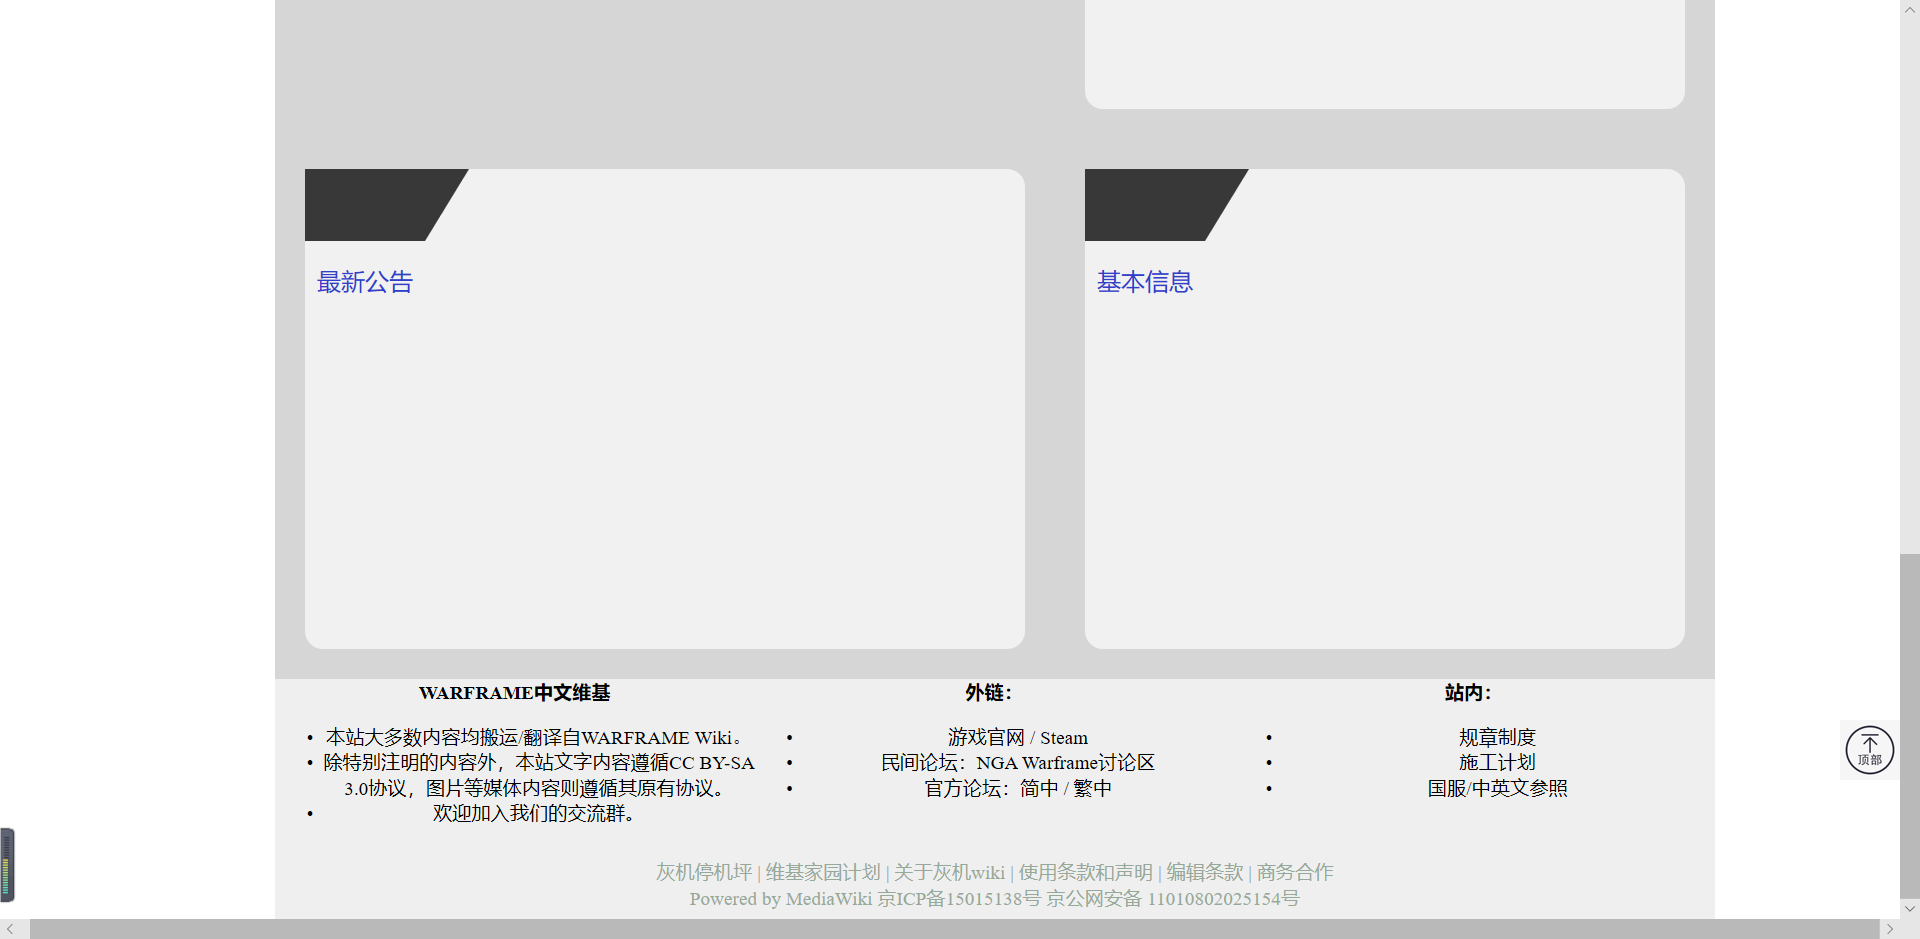 最新公告
基本信息
WARFRAME中文维基
• 本站大多数内容均搬运/翻译自WARFRAME Wiki。
• 除特别注明的内容外，本站文字内容遵循CC BY-SA
3.0协议，图片等媒体内容则遵循其原有协议。
• 欢迎加入我们的交流群。
外链：
• 游戏官网 / Steam
• 民间论坛：NGA Warframe讨论区
• 官方论坛：简中 / 繁中
站内：
• 规章制度
• 施工计划
• 国服/中英文参照
顶部
灰机停机坪 | 维基家园计划 | 关于灰机wiki | 使用条款和声明 | 编辑条款 | 商务合作
Powered by MediaWiki 京ICP备15015138号 京公网安备 11010802025154号